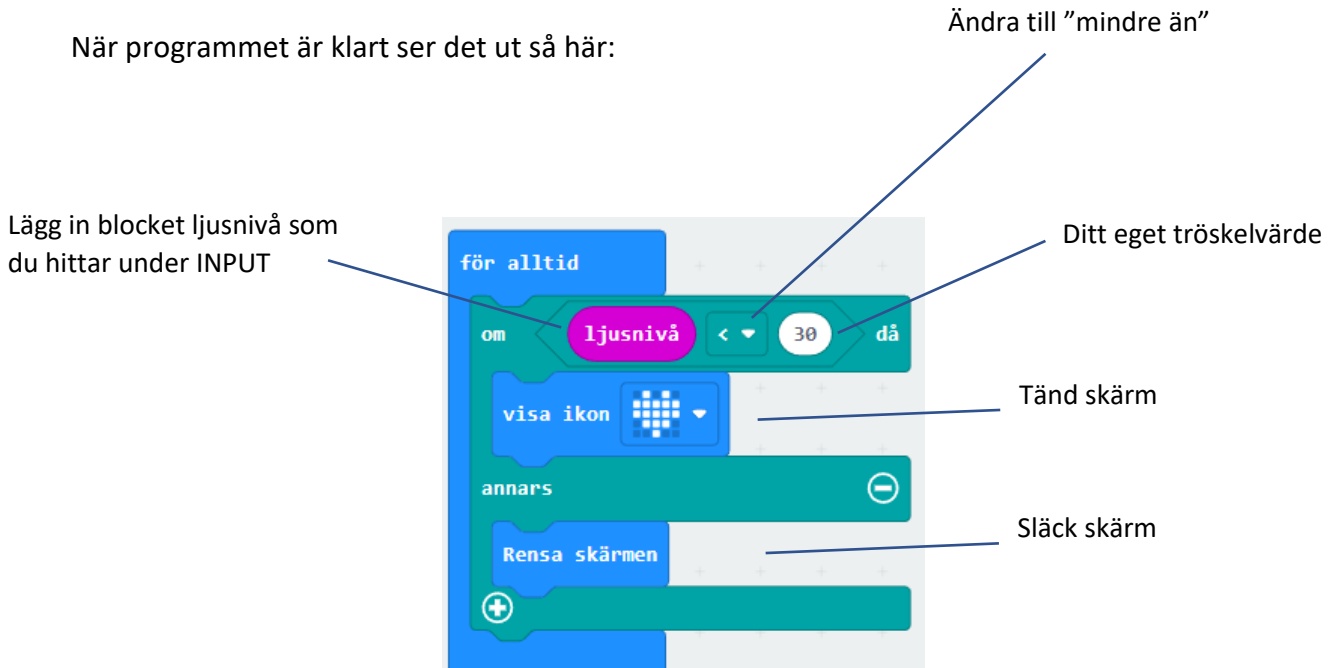 Ändra till ”mindre än”
När programmet är klart ser det ut så här:
Lägg in blocket ljusnivå som
du hittar under INPUT
Ditt eget tröskelvärde
för alltid
om ljusnivå < 30 då
visa ikon
Tänd skärm
annars
Släck skärm
Rensa skärmen